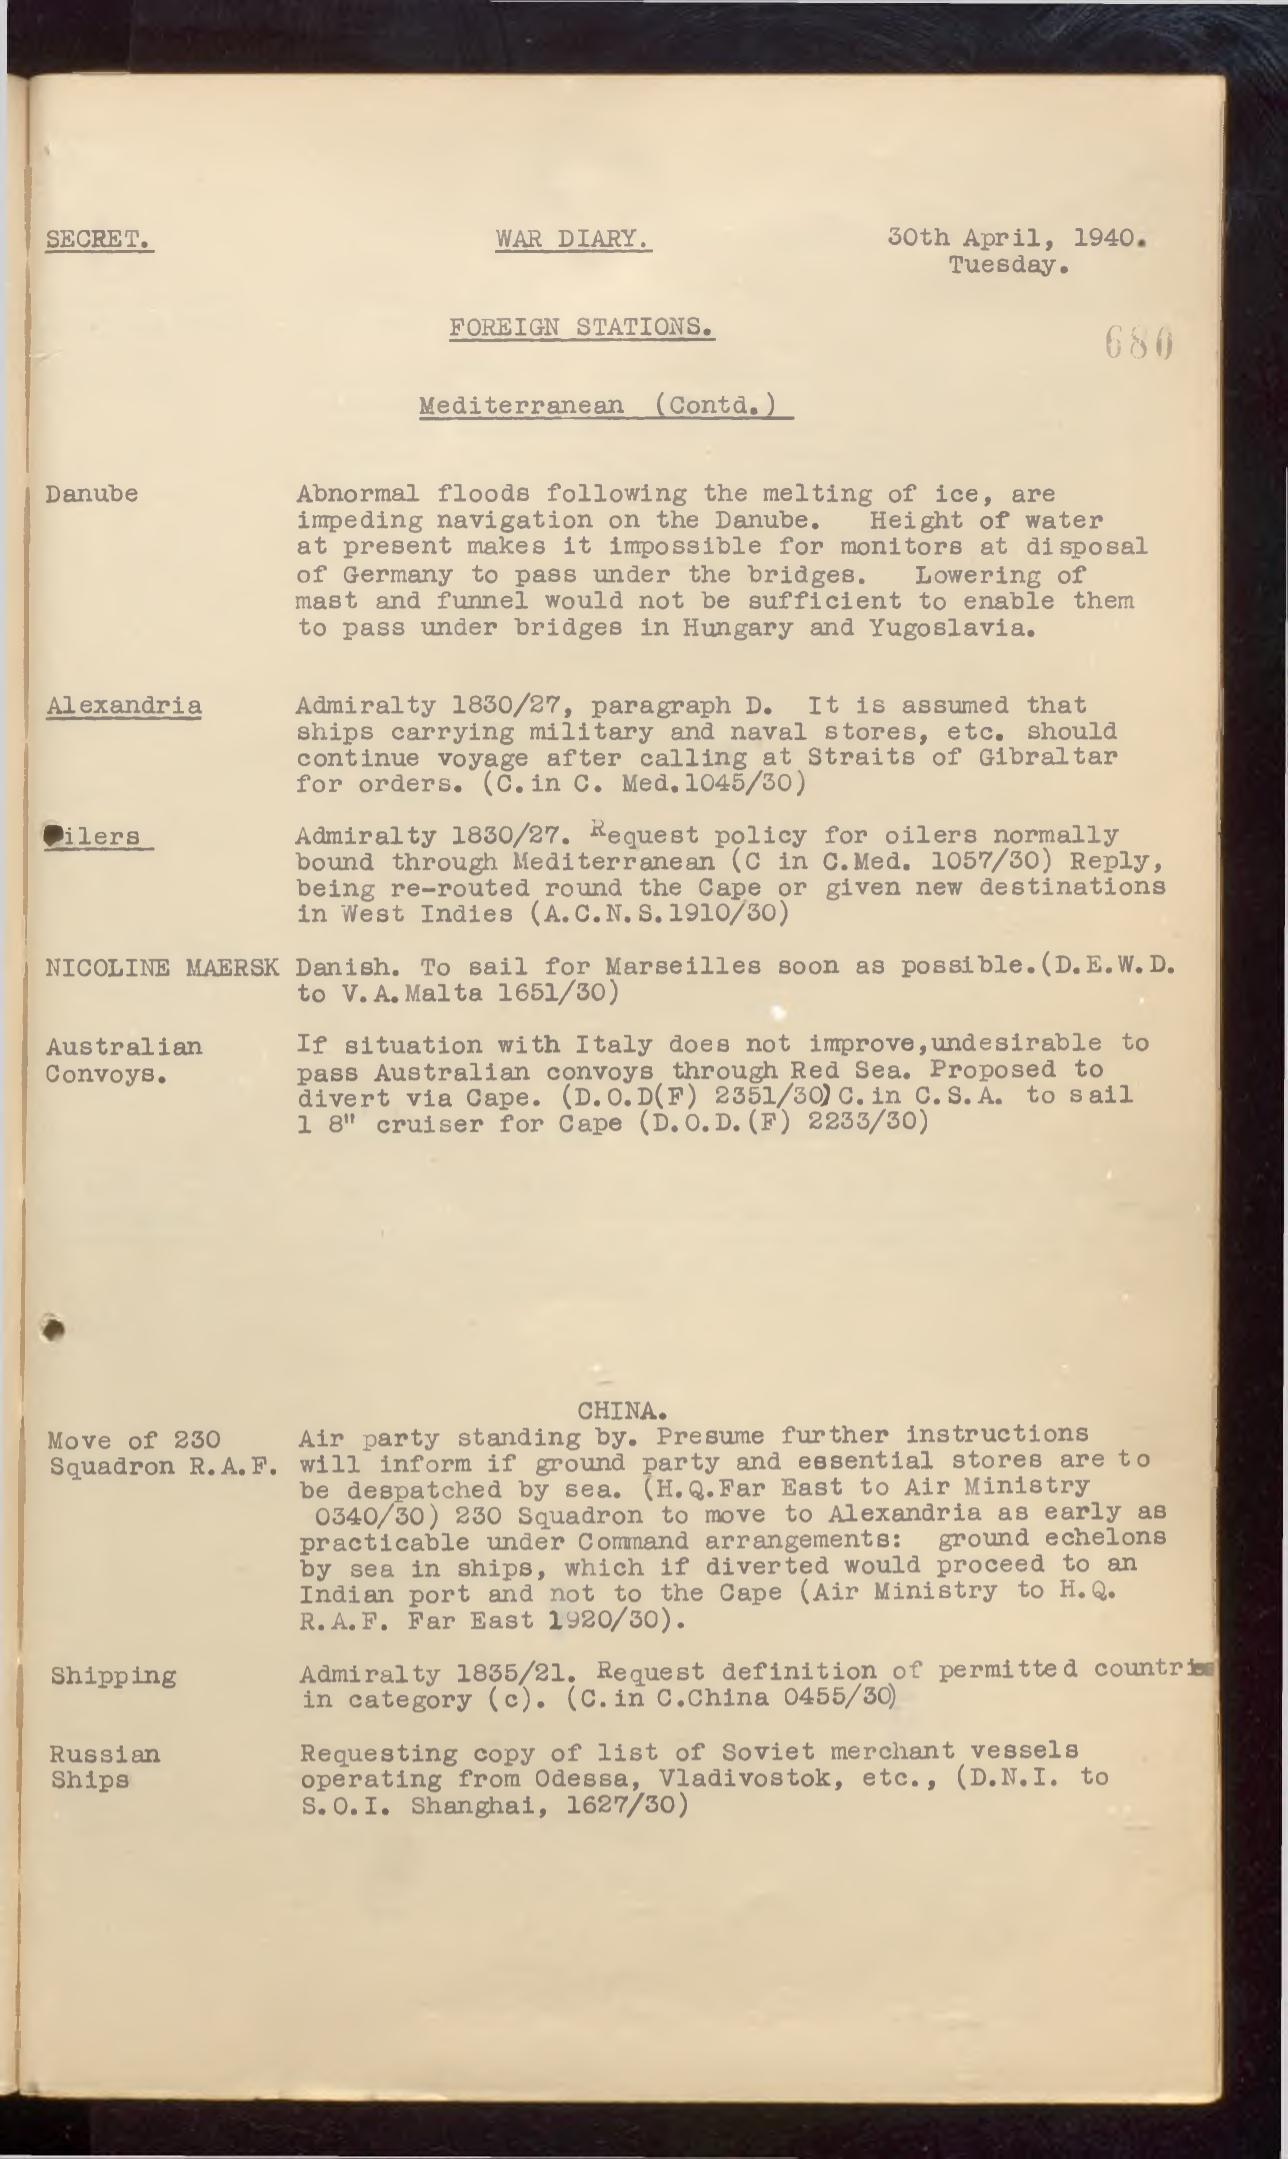 SECRET.
WAR DIARY.
30th April, 1940.
Tuesday.
FOREIGN STATIONS.
680
Mediterranean (Contd.)
Danube
Abnormal floods following the melting of ice, are
impeding navigation on the Danube. Height of water
at present makes it impossible for monitors at disposal
of Germany to pass under the bridges. Lowering of
mast and funnel would not be sufficient to enable them
to pass under bridges in Hungary and Yugoslavia.
Alexandria
Admiralty 1830/27, paragraph D. It is assumed that
ships carrying military and naval stores, etc. should
continue voyage after calling at Straits of Gibraltar
for orders. (C.in C. Med.1045/30)
Oilers
Admiralty 1830/27. Request policy for oilers normally
bound through Mediterranean (C in C.Med. 1057/30) Reply,
being re-routed round the Cape or given new destinations
in West Indies (A.C.N.S.1910/30)
NICOLINE MAERSK
Danish. To sail for Marseilles soon as possible.(D.E.W.D.
to V.A.Malta 1651/30)
Australian
Convoys.
If situation with Italy does not improve,undesirable to
pass Australian convoys through Red Sea. Proposed to
divert via Cape. (D.O.D(F) 2351/30)C.in C.S.A. to sail
1 8" cruiser for Cape (D.O.D.(F) 2233/30)
CHINA.
Move of 230
Squadron R.A.F.
Air party standing by. Presume further instructions
will inform if ground party and essential stores are to
be despatched by sea. (H.Q.Far East to Air Ministry
0340/30) 230 Squadron to move to Alexandria as early as
practicable under Command arrangements: ground echelons
by sea in ships, which if diverted would proceed to an
Indian port and not to the Cape (Air Ministry to H.Q.
R.A.F. Far East 1920/30).
Shipping
Admiralty 1835/21. Request definition of permitted countries
in category (c). (C.in C.China 0455/30)
Russian
Ships
Requesting copy of list of Soviet merchant vessels
operating from Odessa, Vladivostok, etc., (D.N.I. to
S.O.I. Shanghai, 1627/30)